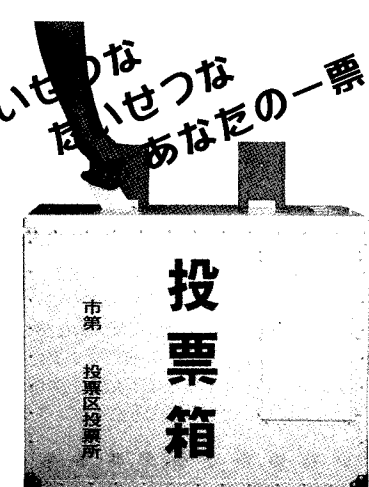 いせつな
たいせつな
あなたの一票
投票箱
市第 投票区投票所